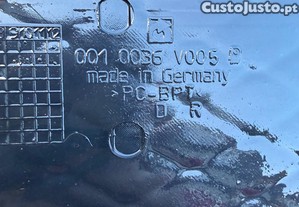 Custojusto.pt
001 0036 V005
made in Germany
>PC-BPT
D R